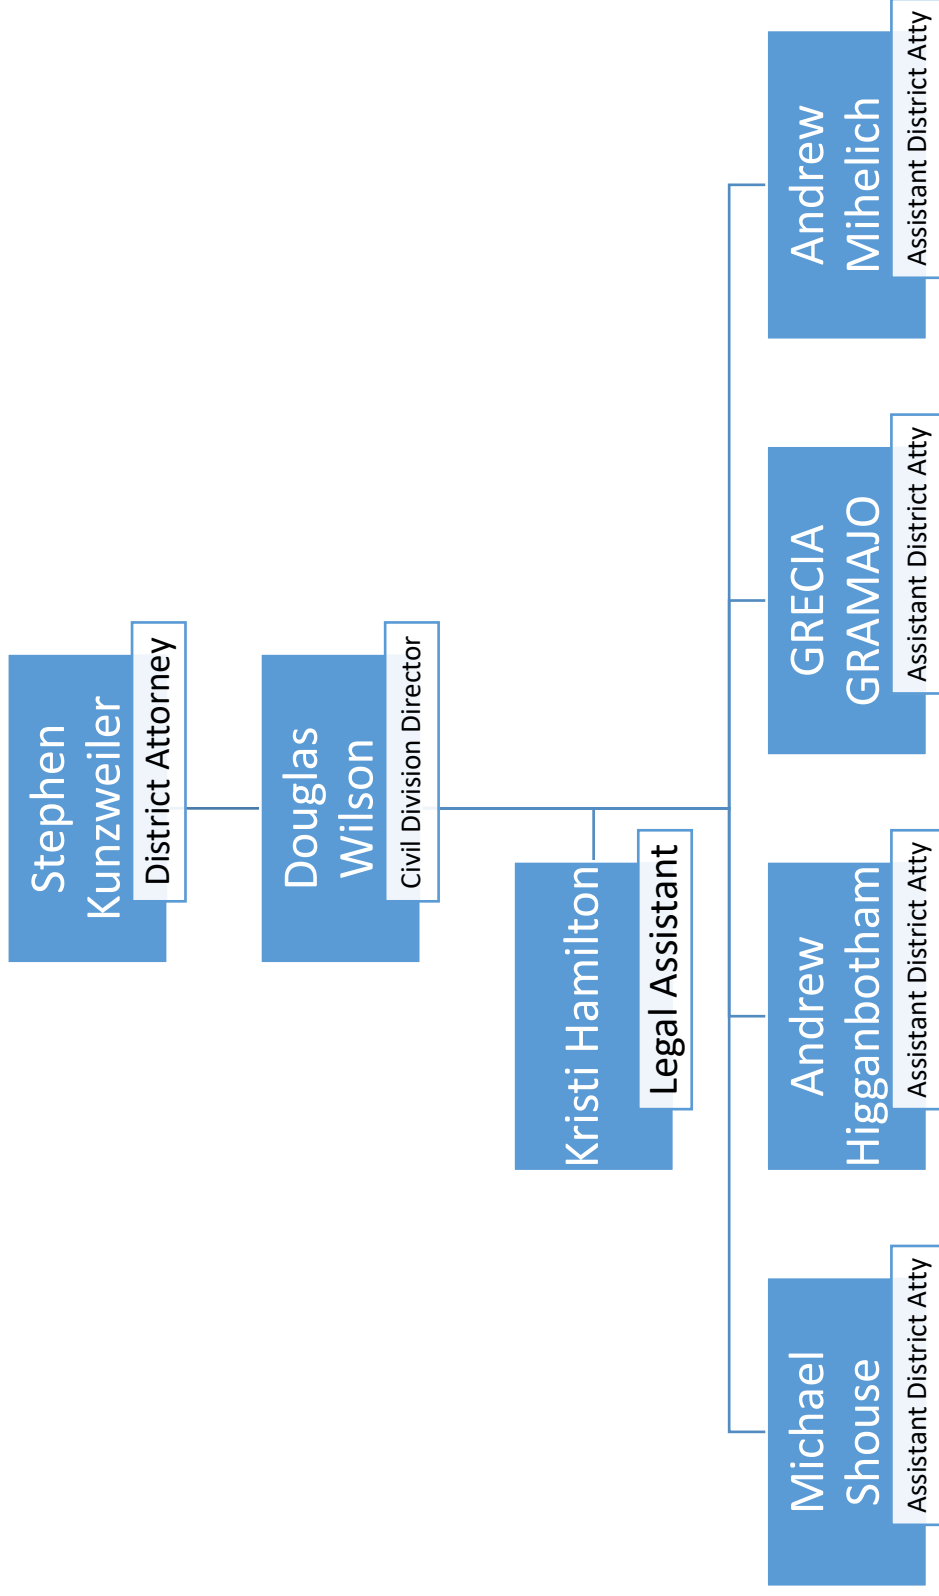 Stephen
Kunzweiler
District Attorney
Douglas
Wilson
Civil Division Director
Kristi Hamilton
Legal Assistant
Michael
Shouse
Assistant District Atty
Andrew
Higganbotham
Assistant District Atty
GRECIA
GRAMAJO
Assistant District Atty
Andrew
Mihelich
Assistant District Atty